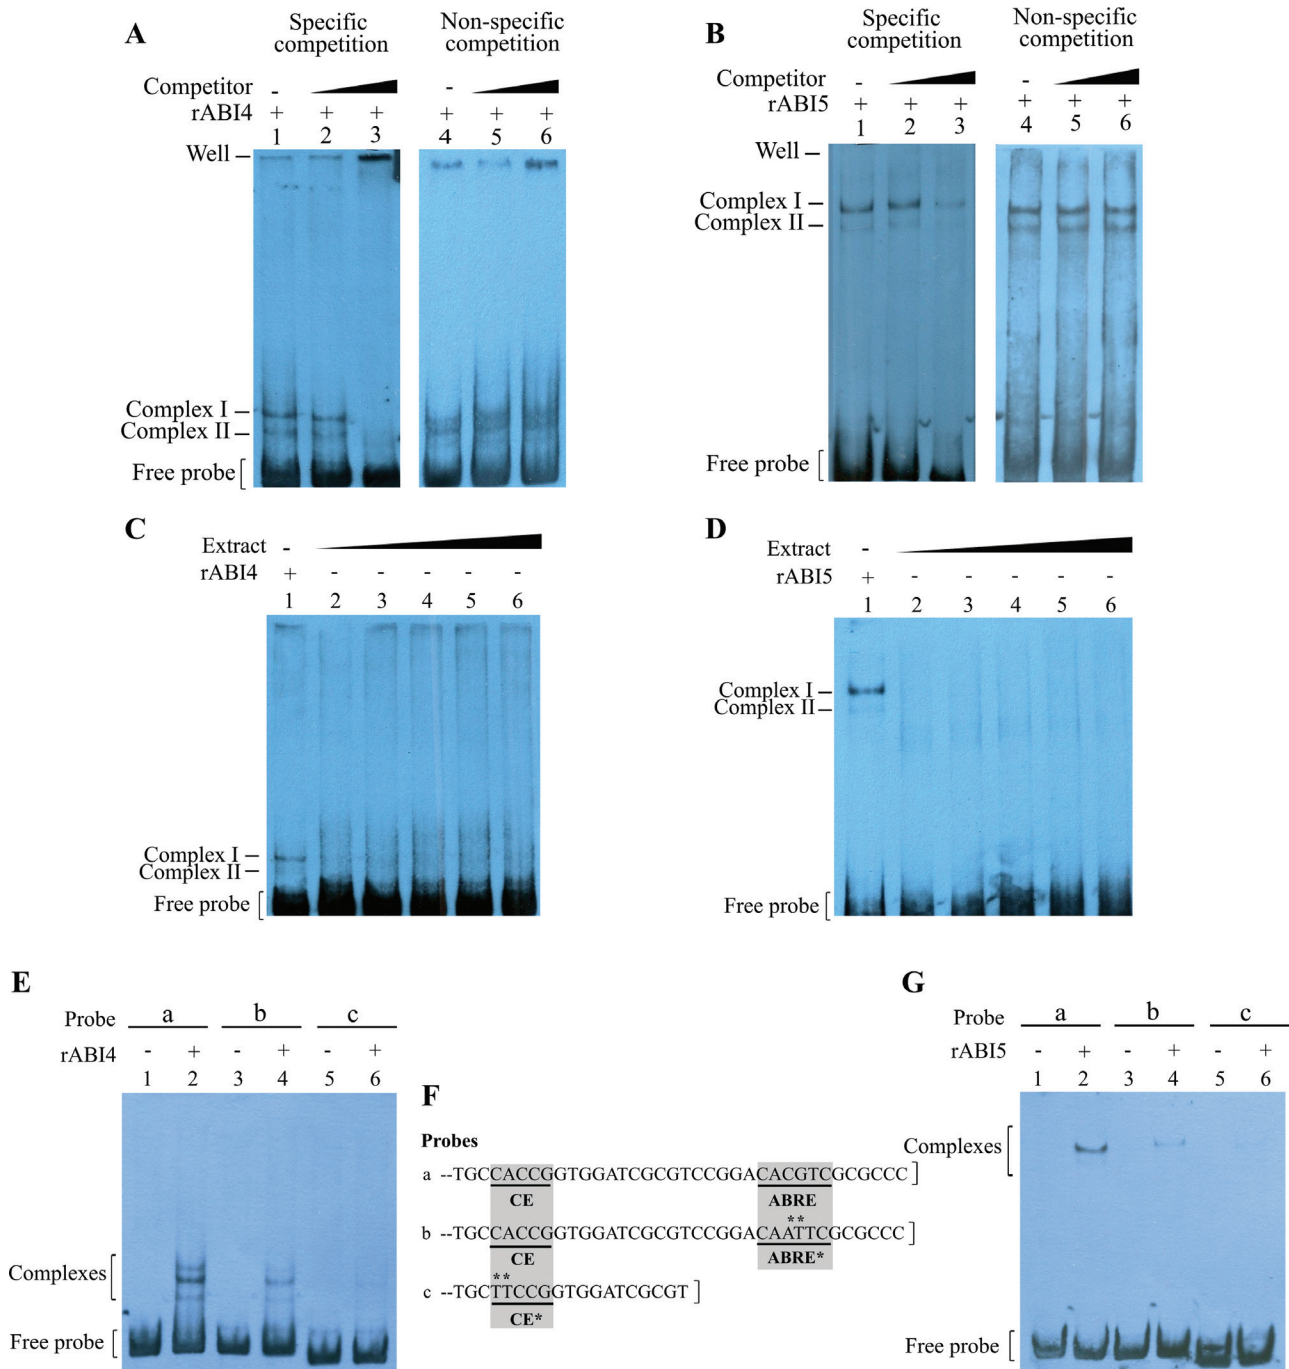 A
Specific
competition
Non-specific
competition
Competitor - -
rABI4 + + + + + +
1 2 3 4 5 6
Well
Complex I
Complex II
Free probe
B
Specific
competition
Non-specific
competition
Competitor - -
rABI5 + + + + + +
1 2 3 4 5 6
Well
Complex I
Complex II
Free probe
C
Extract -
rABI4 + - - - - -
1 2 3 4 5 6
Complex I
Complex II
Free probe
D
Extract -
rABI5 + - - - - -
1 2 3 4 5 6
Complex I
Complex II
Free probe
E
Probe a b c
rABI4 - + - + - +
1 2 3 4 5 6
Complexes
Free probe
F
Probes
a --TGCCACCGGTGGATCGCGTCCGGACACGTCGCGCCC
CE ABRE
**
b --TGCCACCGGTGGATCGCGTCCGGACAATTCGCGCCC
CE ABRE*
**
c --TGCTTCCGGTGGATCGCGT
CE*
G
Probe a b c
rABI5 - + - + - +
1 2 3 4 5 6
Complexes
Free probe